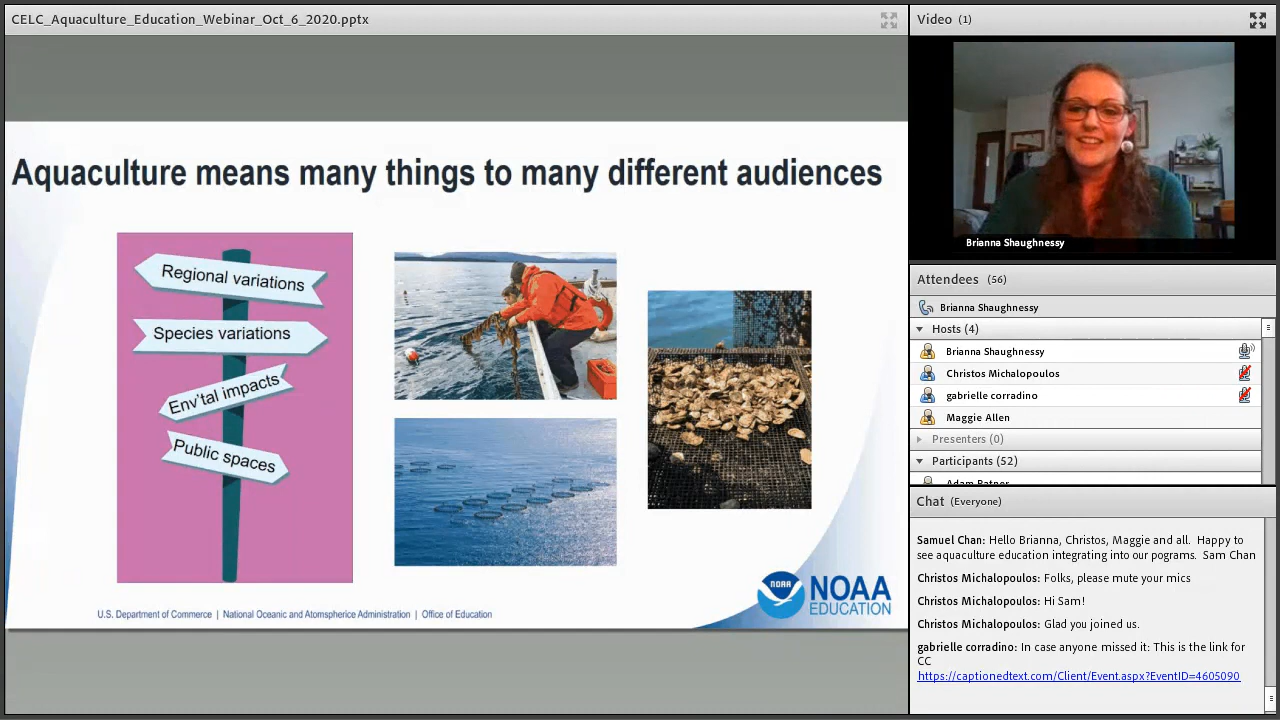 CELC_Aquaculture_Education_Webinar_Oct_6_2020.pptx
Aquaculture means many things to many different audiences
Regional variations
Species variations
Env'tal impacts
Public spaces
U.S. Department of Commerce | National Oceanic and Atomspherice Administration | Office of Education
NOAA
NOAA
EDUCATION
Video (1)
Brianna Shaughnessy
Attendees (56)
Brianna Shaughnessy
Hosts (4)
Brianna Shaughnessy
Christos Michalopoulos
gabrielle corradino
Maggie Allen
Presenters (0)
Participants (52)
Adam Ratner
Chat (Everyone)
Samuel Chan: Hello Brianna, Christos, Maggie and all. Happy to
see aquaculture education integrating into our pograms. Sam Chan
Christos Michalopoulos: Folks, please mute your mics
Christos Michalopoulos: Hi Sam!
Christos Michalopoulos: Glad you joined us.
gabrielle corradino: In case anyone missed it: This is the link for
CC
https://captionedtext.com/Client/Event.aspx?EventID=4605090